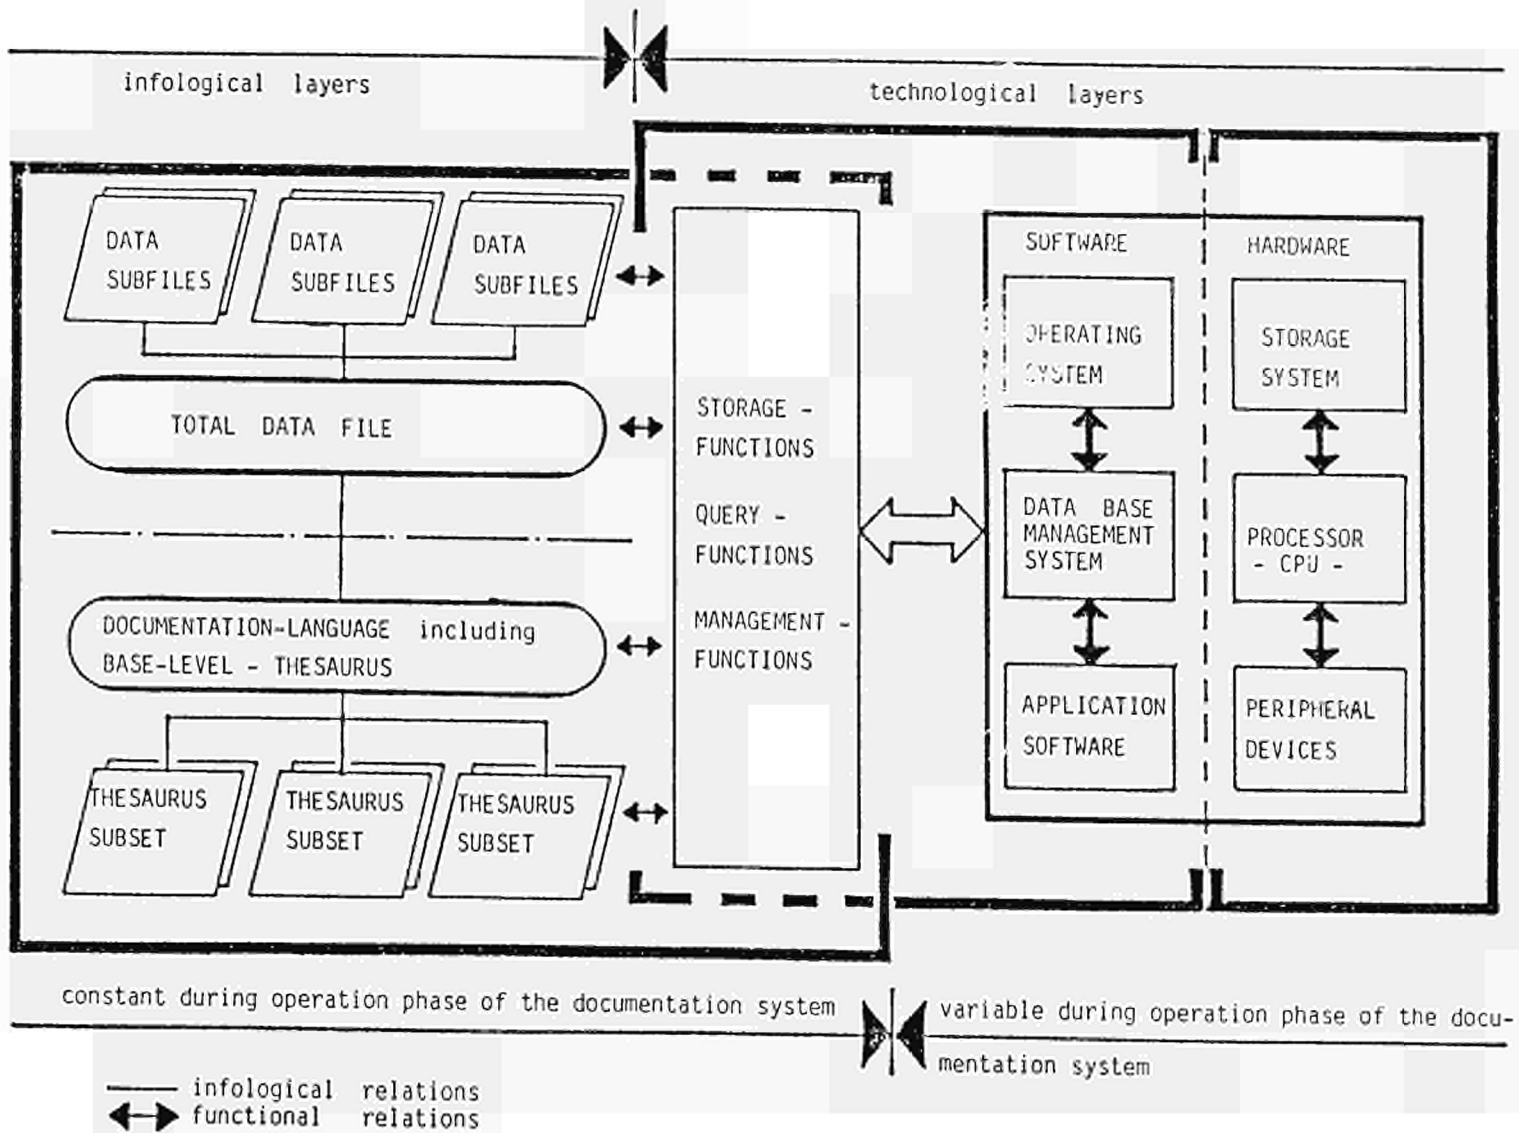 infological layers
technological layers
DATA
SUBFILES
DATA
SUBFILES
DATA
SUBFILES
TOTAL DATA FILE
DOCUMENTATION-LANGUAGE including
BASE-LEVEL - THESAURUS
THESAURUS
SUBSET
THESAURUS
SUBSET
THESAURUS
SUBSET
STORAGE -
FUNCTIONS
QUERY -
FUNCTIONS
MANAGEMENT -
FUNCTIONS
SOFTWARE
OPERATING
SYSTEM
DATA BASE
MANAGEMENT
SYSTEM
APPLICATION
SOFTWARE
HARDWARE
STORAGE
SYSTEM
PROCESSOR
- CPU -
PERIPHERAL
DEVICES
constant during operation phase of the documentation system
variable during operation phase of the docu-
mentation system
infological relations
functional relations